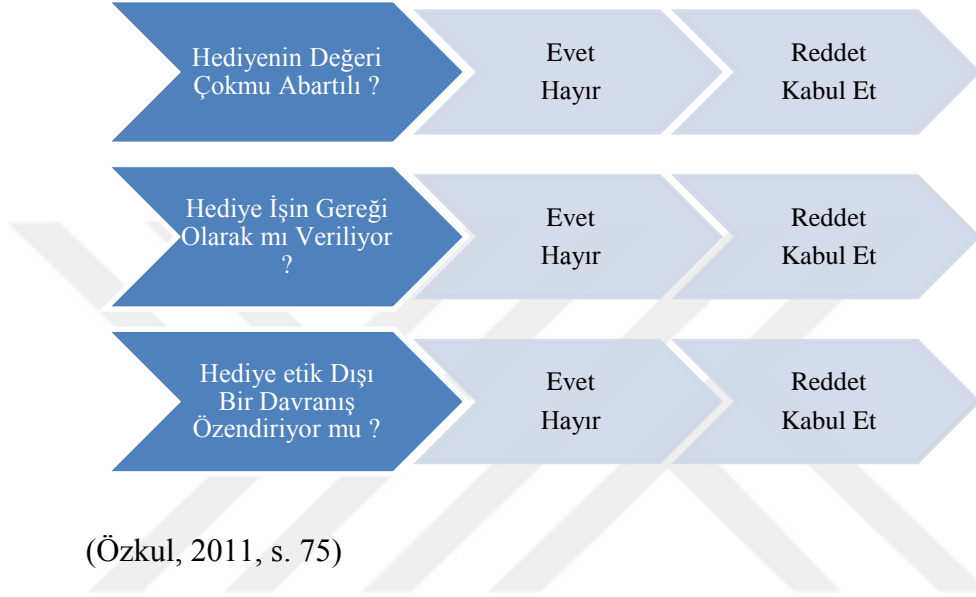 Hediyenin Değeri
Çokmu Abartılı ?
Evet
Hayır
Reddet
Kabul Et
Hediye İşin Gereği
Olarak mı Veriliyor
?
Evet
Hayır
Reddet
Kabul Et
Hediye etik Dışı
Bir Davranış
Özendiriyor mu ?
Evet
Hayır
Reddet
Kabul Et
(Özkul, 2011, s. 75)